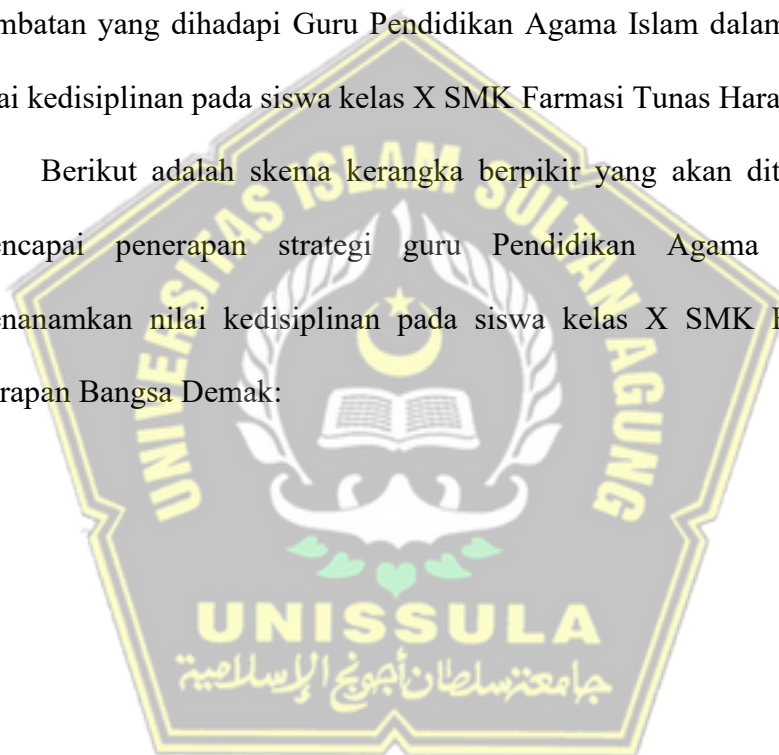 mbatan yang dihadapi Guru Pendidikan Agama Islam dalam
ai kedisiplinan pada siswa kelas X SMK Farmasi Tunas Hara
Berikut adalah skema kerangka berpikir yang akan dit
encapai penerapan strategi guru Pendidikan Agama
enanamkan nilai kedisiplinan pada siswa kelas X SMK
rapan Bangsa Demak:
UNIVERSITAS ISLAM SULTAN AGUNG
UNISSULA
جامعة سلطان أجونج الإسلامية